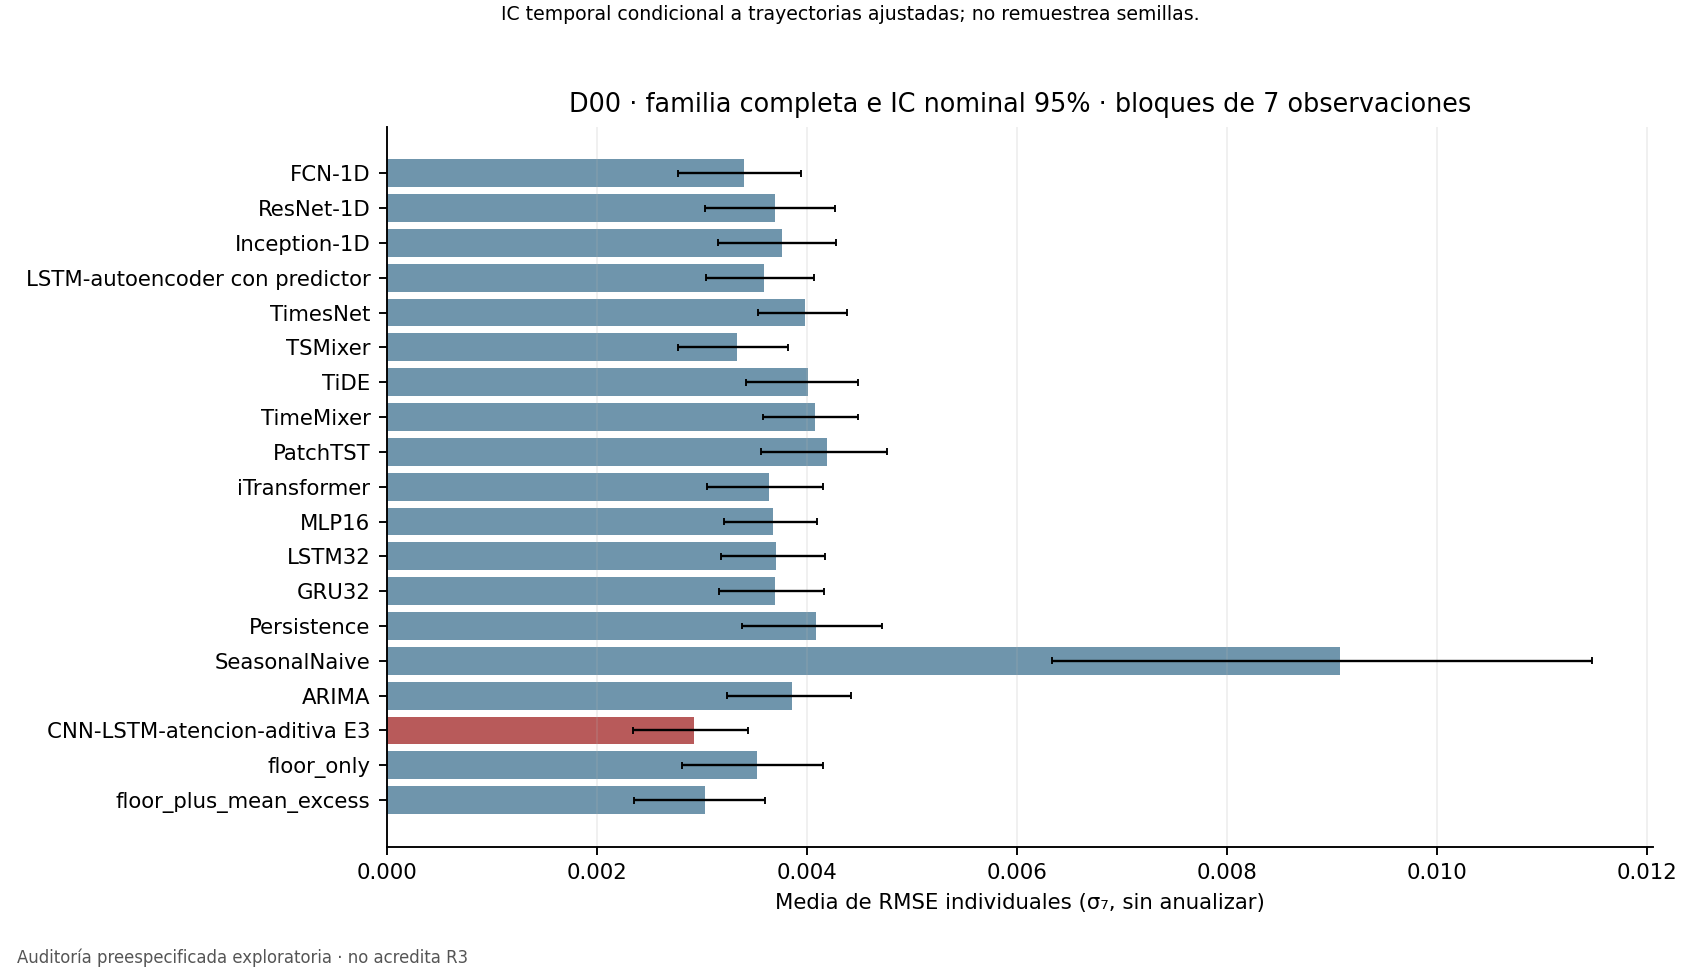 IC temporal condicional a trayectorias ajustadas; no remuestrea semillas.
D00 · familia completa e IC nominal 95% · bloques de 7 observaciones
FCN-1D
ResNet-1D
Inception-1D
LSTM-autoencoder con predictor
TimesNet
TSMixer
TiDE
TimeMixer
PatchTST
iTransformer
MLP16
LSTM32
GRU32
Persistence
SeasonalNaive
ARIMA
CNN-LSTM-atencion-aditiva E3
floor_only
floor_plus_mean_excess
0.000 0.002 0.004 0.006 0.008 0.010 0.012
Media de RMSE individuales (σ₇, sin anualizar)
Auditoría preespecificada exploratoria · no acredita R3